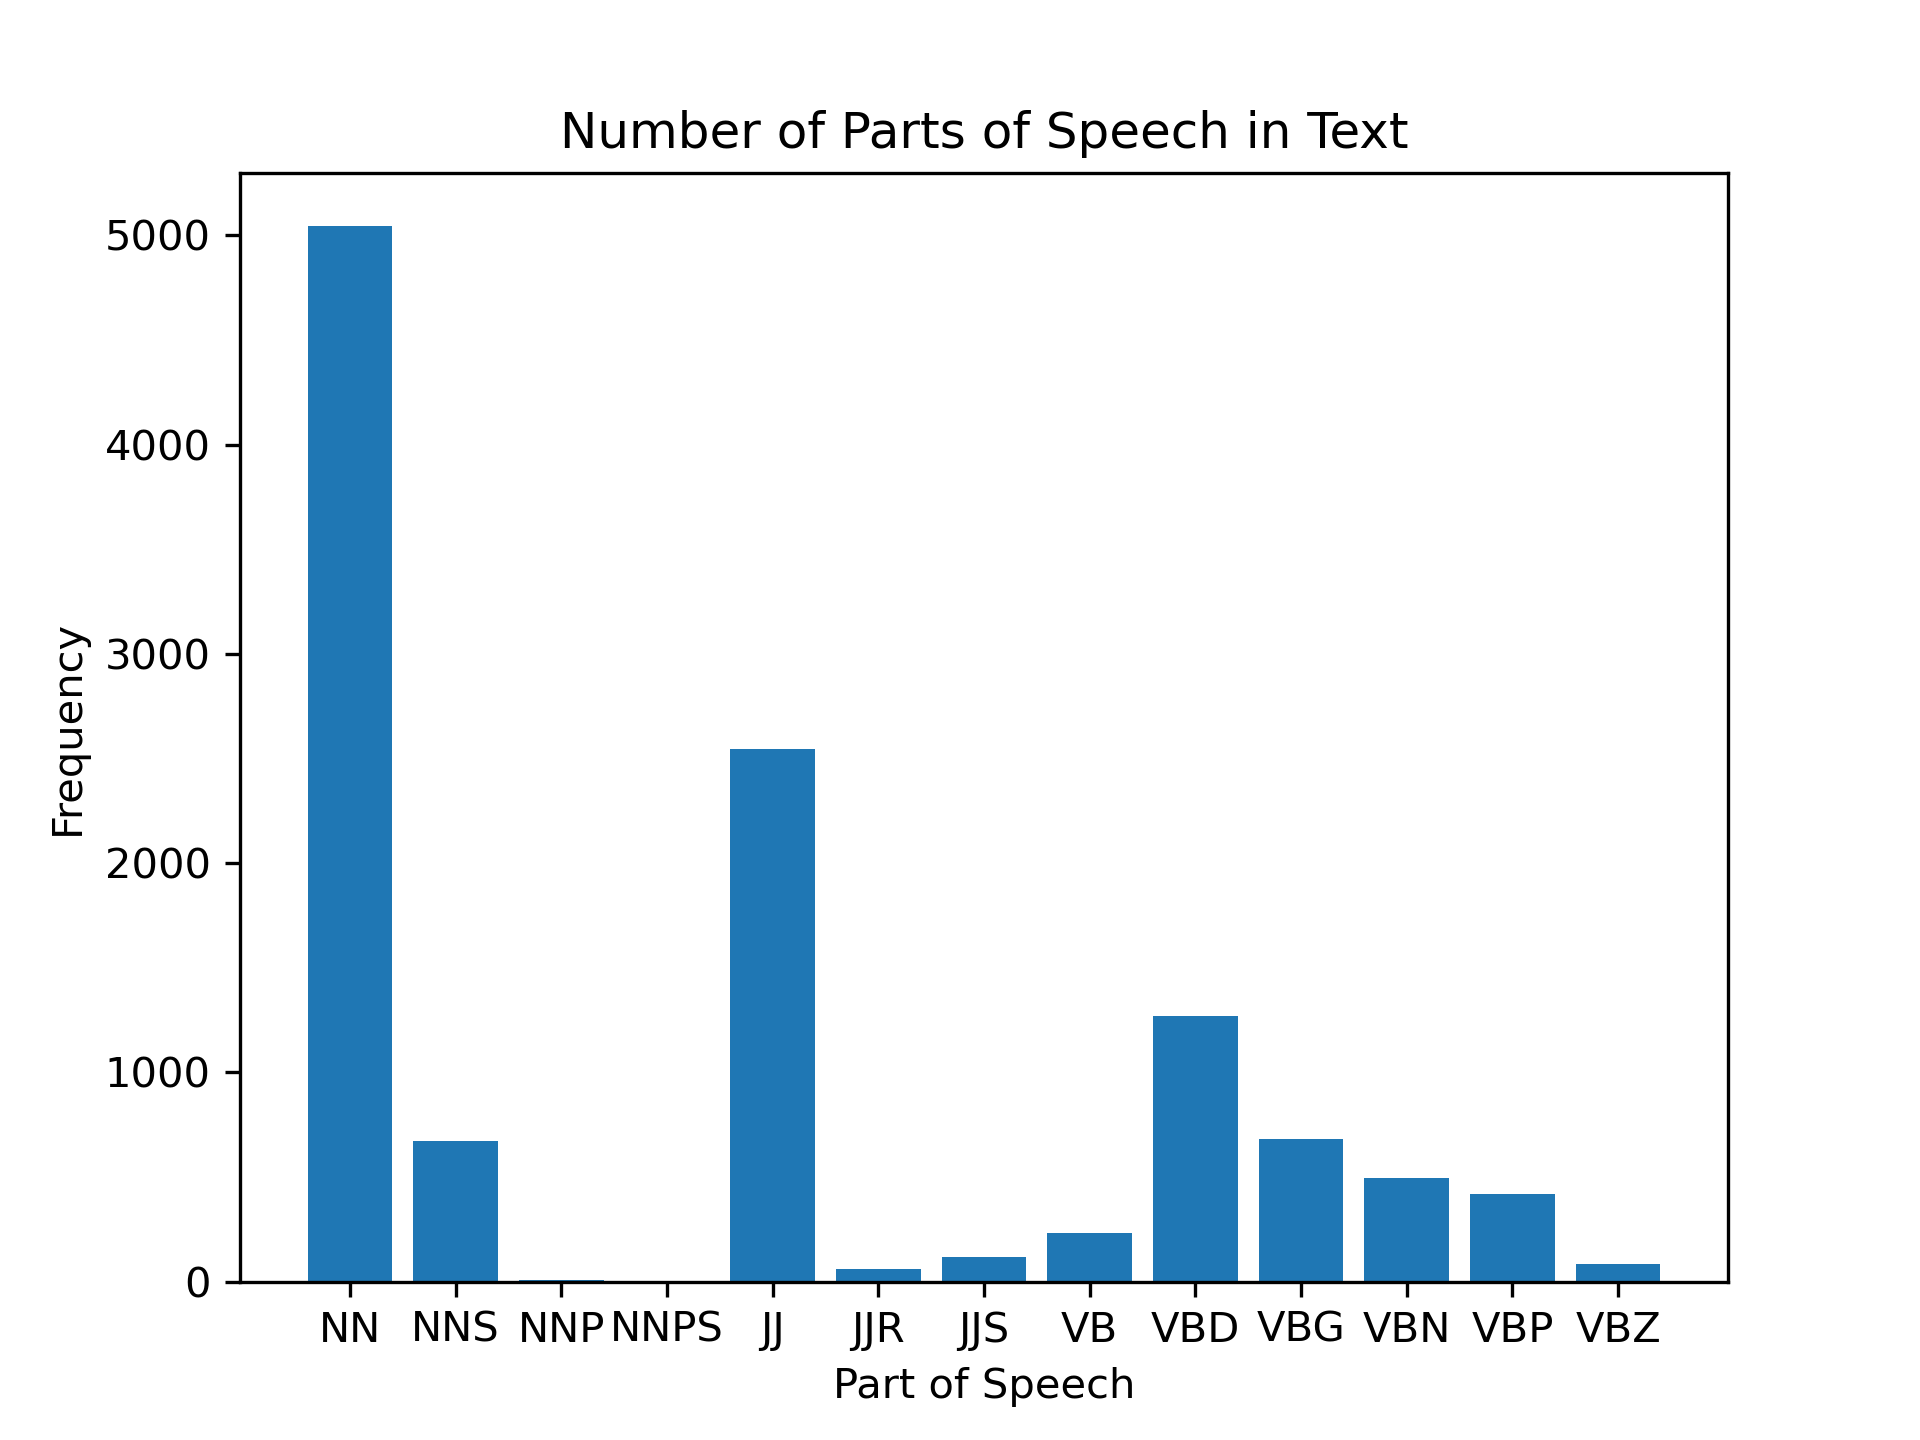 Number of Parts of Speech in Text
5000
4000
3000
2000
1000
0
Frequency
NN NNS NNP NNPS JJ JJR JJS VB VBD VBG VBN VBP VBZ
Part of Speech